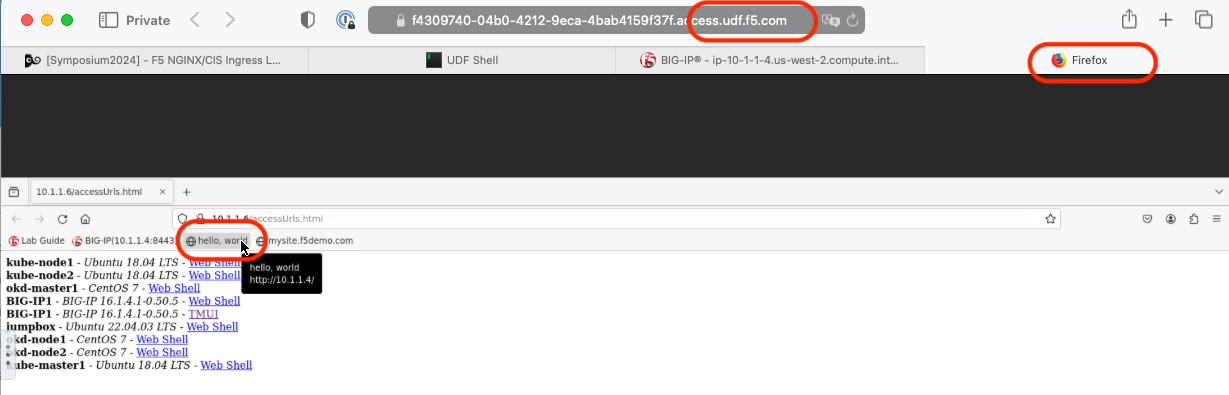 Private
f4309740-04b0-4212-9eca-4bab4159f37f.access.udf.f5.com
[Symposium2024] - F5 NGINX/CIS Ingress L...
UDF Shell
BIG-IP® - ip-10-1-1-4.us-west-2.compute.int...
Firefox
10.1.1.6/accessUrls.html
10.1.1.6/accessUrls.html
Lab Guide BIG-IP(10.1.1.4:8443) hello, world mysite.f5demo.com
kube-node1 - Ubuntu 18.04 LTS - Web Shell
hello, world
kube-node2 - Ubuntu 18.04 LTS - Web Shell
http://10.1.1.4/
okd-master1 - CentOS 7 - Web Shell
BIG-IP1 - BIG-IP 16.1.4.1-0.50.5 - Web Shell
BIG-IP1 - BIG-IP 16.1.4.1-0.50.5 - TMUI
jumpbox - Ubuntu 22.04.03 LTS - Web Shell
okd-node1 - CentOS 7 - Web Shell
okd-node2 - CentOS 7 - Web Shell
kube-master1 - Ubuntu 18.04 LTS - Web Shell